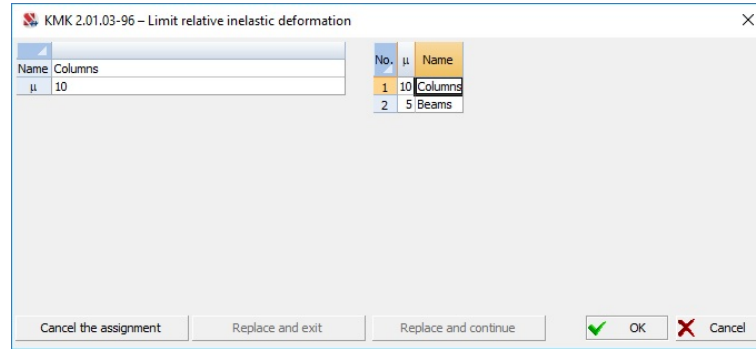 KMK 2.01.03-96 – Limit relative inelastic deformation
Name Columns
μ 10
No. μ Name
1 10 Columns
2 5 Beams
Cancel the assignment Replace and exit Replace and continue OK Cancel